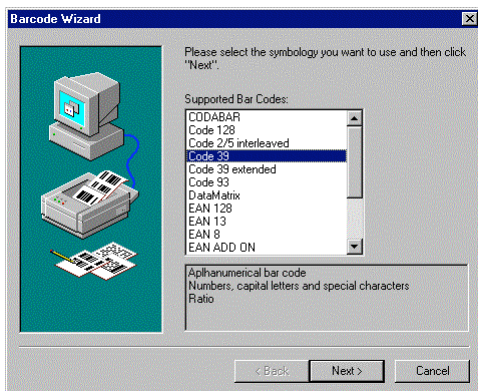 Barcode Wizard
Please select the symbology you want to use and then click
"Next".
Supported Bar Codes:
CODABAR
Code 128
Code 2/5 interleaved
Code 39
Code 39 extended
Code 93
DataMatrix
EAN 128
EAN 13
EAN 8
EAN ADD ON
Aplhanumerical bar code
Numbers, capital letters and special characters
Ratio
< Back
Next >
Cancel